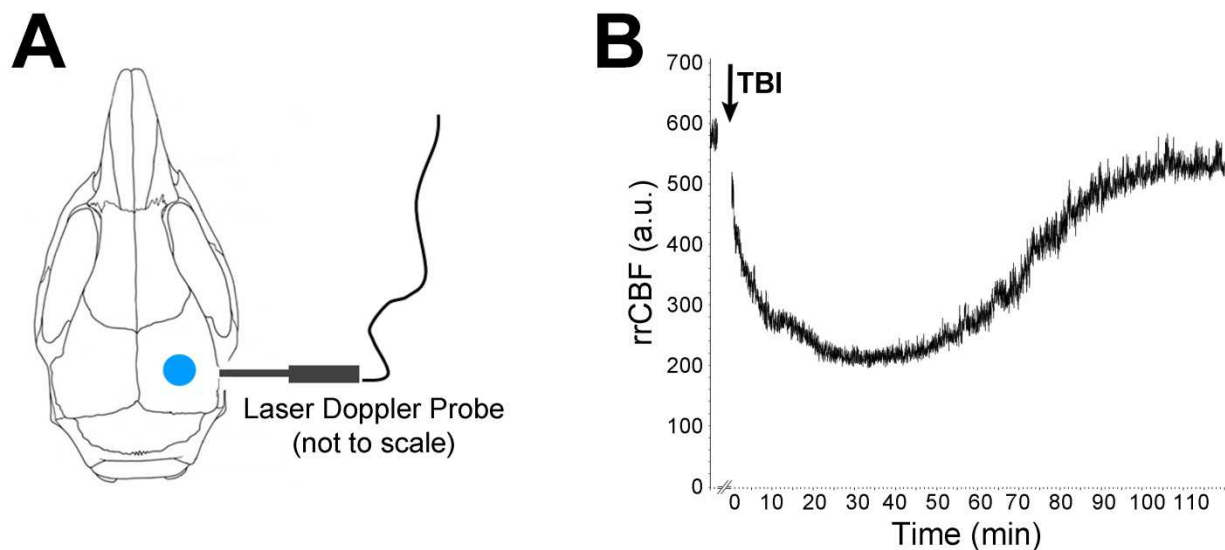 A
Laser Doppler Probe
(not to scale)
B
TBI
rrCBF (a.u.)
700
600
500
400
300
200
100
0
0 10 20 30 40 50 60 70 80 90 100 110
Time (min)